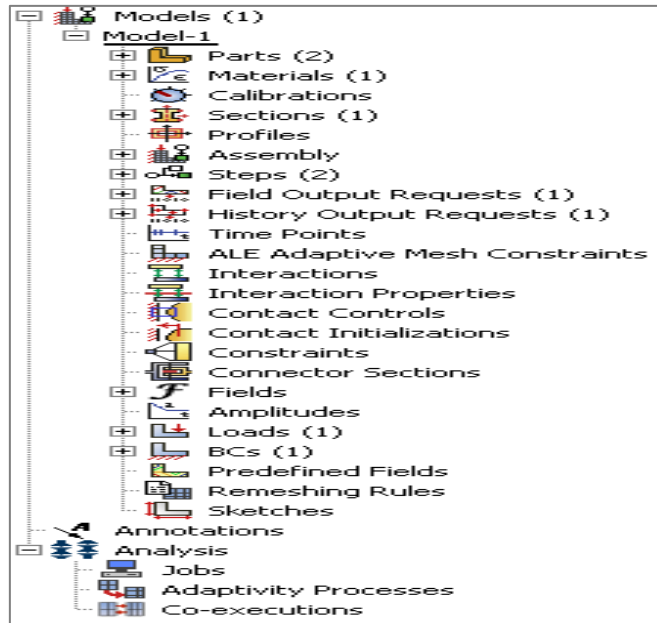 Models (1)
Model-1
Parts (2)
Materials (1)
Calibrations
Sections (1)
Profiles
Assembly
Steps (2)
Field Output Requests (1)
History Output Requests (1)
Time Points
ALE Adaptive Mesh Constraints
Interactions
Interaction Properties
Contact Controls
Contact Initializations
Constraints
Connector Sections
Fields
Amplitudes
Loads (1)
BCs (1)
Predefined Fields
Remeshing Rules
Sketches
Annotations
Analysis
Jobs
Adaptivity Processes
Co-executions